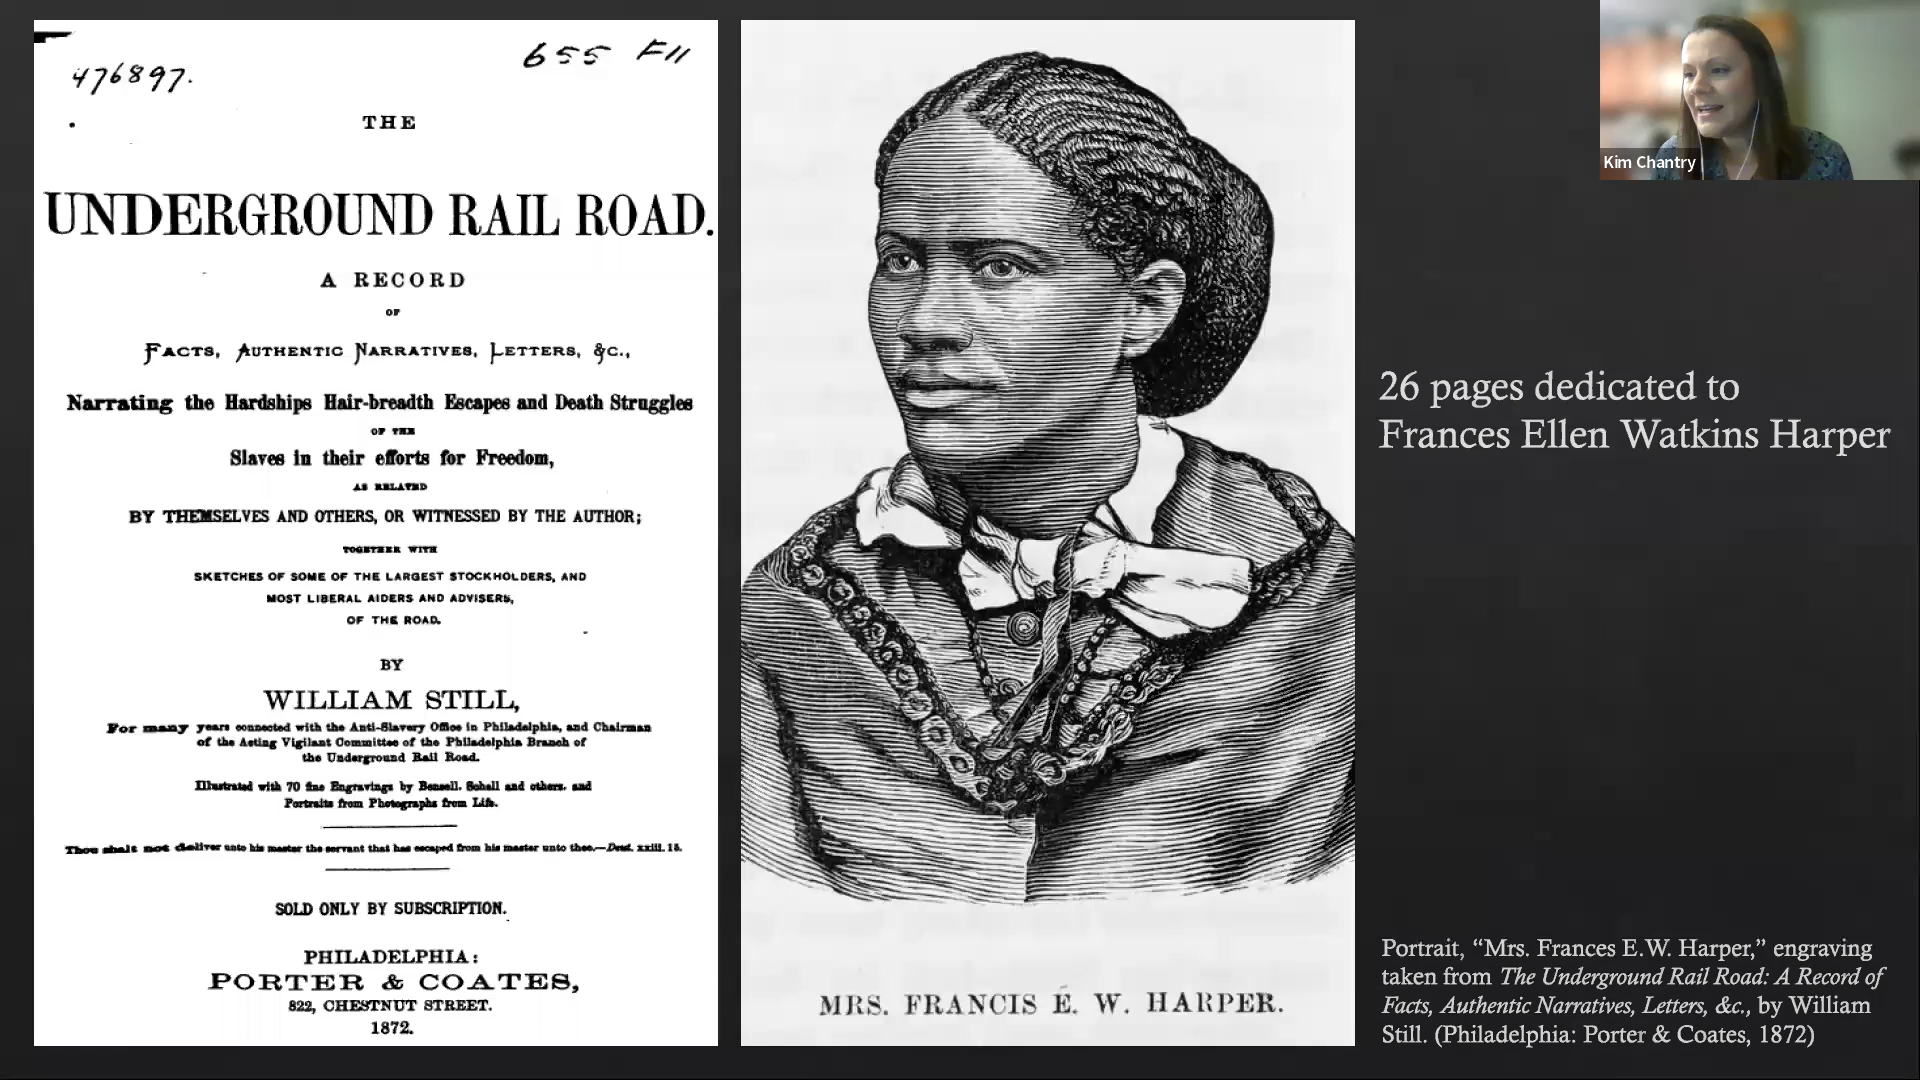 476897.
655 F11
THE
UNDERGROUND RAIL ROAD.
A RECORD
OF
FACTS, AUTHENTIC NARRATIVES, LETTERS, &C.,
Narrating the Hardships Hair-breadth Escapes and Death Struggles
OF THE
Slaves in their efforts for Freedom,
AS RELATED
BY THEMSELVES AND OTHERS, OR WITNESSED BY THE AUTHOR;
TOGETHER WITH
SKETCHES OF SOME OF THE LARGEST STOCKHOLDERS, AND
MOST LIBERAL AIDERS AND ADVISERS,
OF THE ROAD.
BY
WILLIAM STILL,
For many years connected with the Anti-Slavery Office in Philadelphia, and Chairman
of the Acting Vigilant Committee of the Philadelphia Branch of
the Underground Rail Road.
Illustrated with 70 fine Engravings by Bensell, Schell and others, and
Portraits from Photographs from Life.
Thou shalt not deliver unto his master the servant that has escaped from his master unto thee.—Deut. xxiii. 15.
SOLD ONLY BY SUBSCRIPTION.
PHILADELPHIA:
PORTER & COATES,
822, CHESTNUT STREET.
1872.
MRS. FRANCIS E. W. HARPER.
Kim Chantry
26 pages dedicated to
Frances Ellen Watkins Harper
Portrait, “Mrs. Frances E.W. Harper,” engraving
taken from The Underground Rail Road: A Record of
Facts, Authentic Narratives, Letters, &c., by William
Still. (Philadelphia: Porter & Coates, 1872)